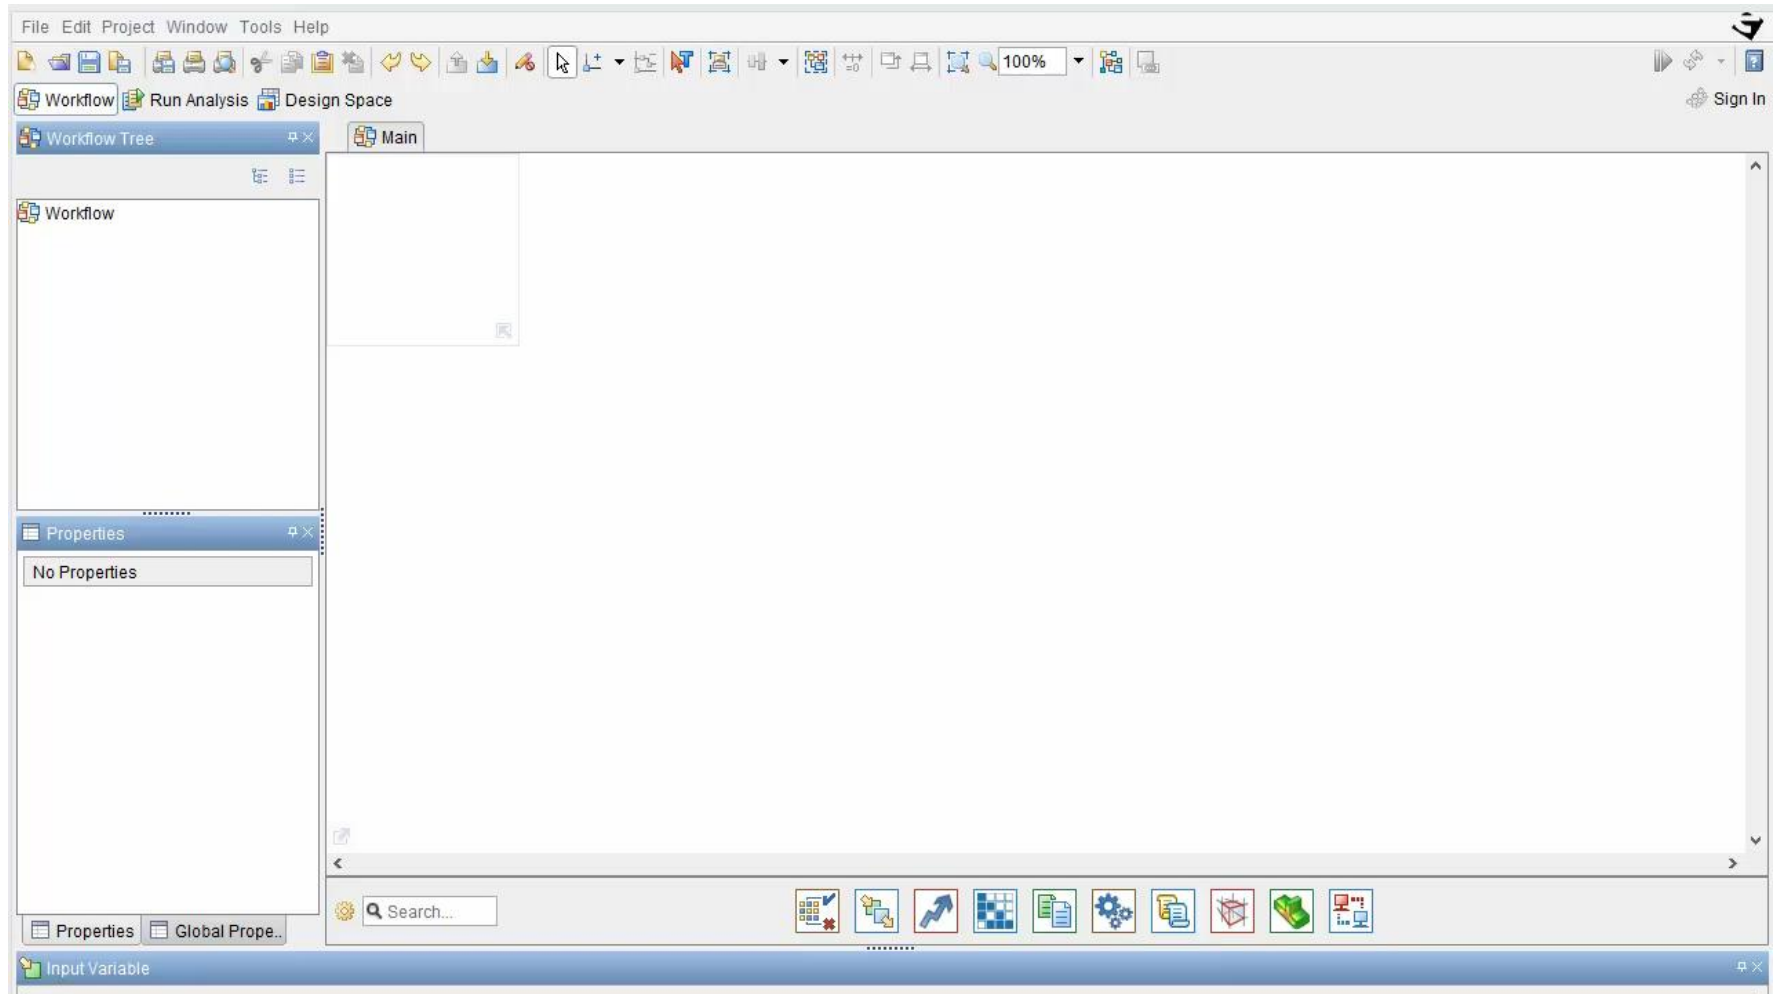 File Edit Project Window Tools Help
100%
Workflow Run Analysis Design Space
Sign In
Workflow Tree
Main
Workflow
Properties
No Properties
Search...
Properties Global Prope..
Input Variable